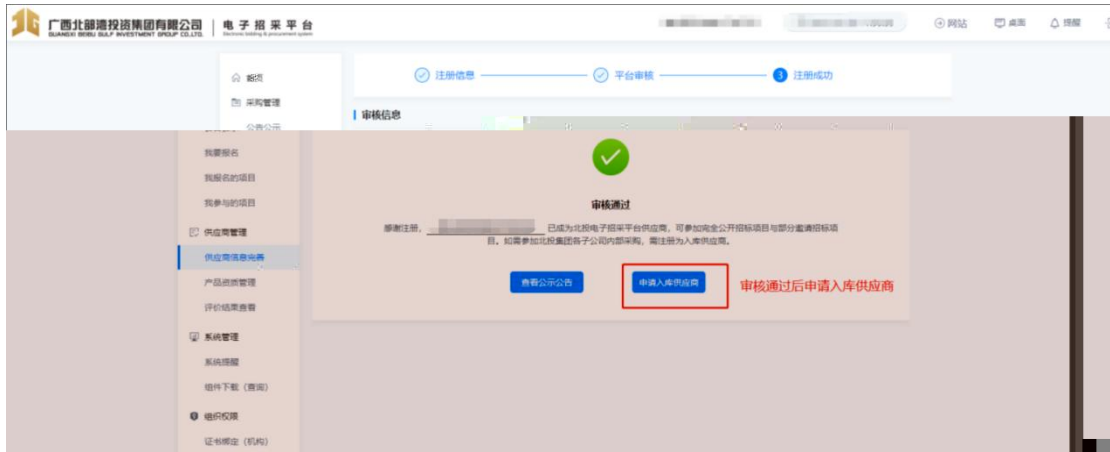 广西北部湾投资集团有限公司
GUANGXI BEIBU GULF INVESTMENT GROUP CO.,LTD.
电子招采平台
Electronic bidding & procurement system
网站
桌面
提醒
注册信息
平台审核
3 注册成功
采购管理
公告公示
审核信息
我要报名
我报名的项目
我参与的项目
供应商管理
供应商信息完善
产品资质管理
评价结果查看
系统管理
系统提醒
组件下载（查询）
组织权限
证书绑定（机构）
审核通过
感谢注册，
已成为北投电子招采平台供应商，可参加完全公开招标项目与部分邀请招标项
目。如需参加北投集团各子公司内部采购，需注册为入库供应商。
查看公示公告
申请入库供应商
审核通过后申请入库供应商